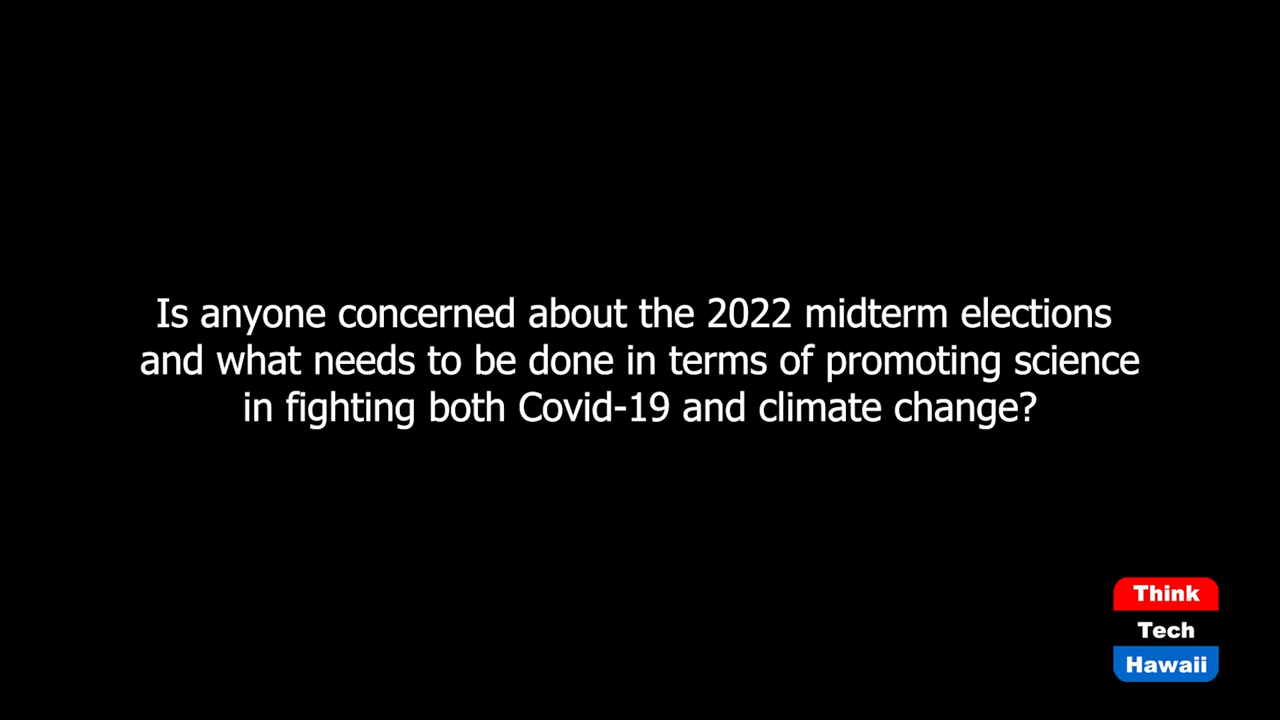 Is anyone concerned about the 2022 midterm elections
and what needs to be done in terms of promoting science
in fighting both Covid-19 and climate change?
Think
Tech
Hawaii